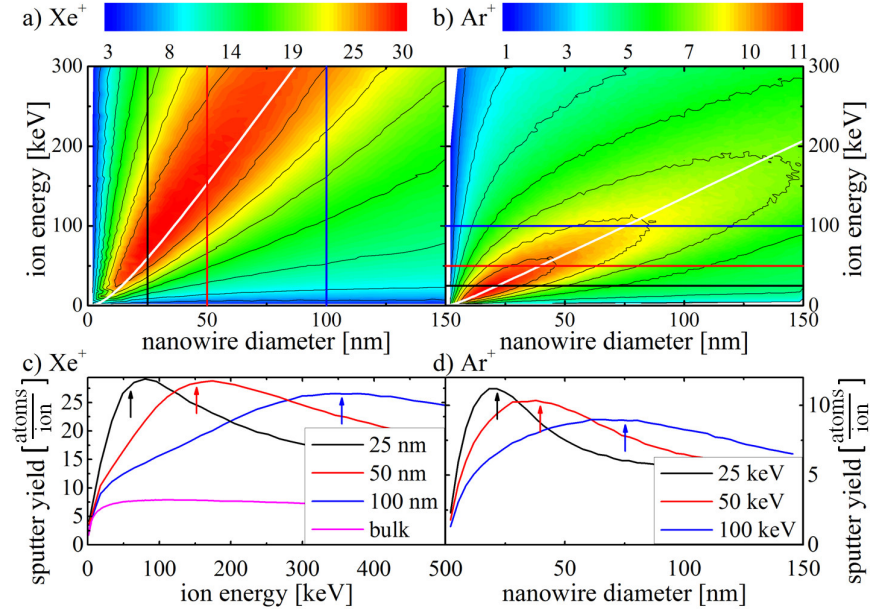 a) Xe+
3 8 14 19 25 30
b) Ar+
1 3 5 7 10 11
ion energy [keV]
300
200
100
0
0 50 100 150
nanowire diameter [nm]
300
200
100
0
ion energy [keV]
50 100 150
nanowire diameter [nm]
c) Xe+
sputter yield [atoms/ion]
25
20
15
10
5
0
25 nm
50 nm
100 nm
bulk
0 100 200 300 400 500
ion energy [keV]
d) Ar+
25 keV
50 keV
100 keV
10
5
0
sputter yield [atoms/ion]
50 100 150
nanowire diameter [nm]